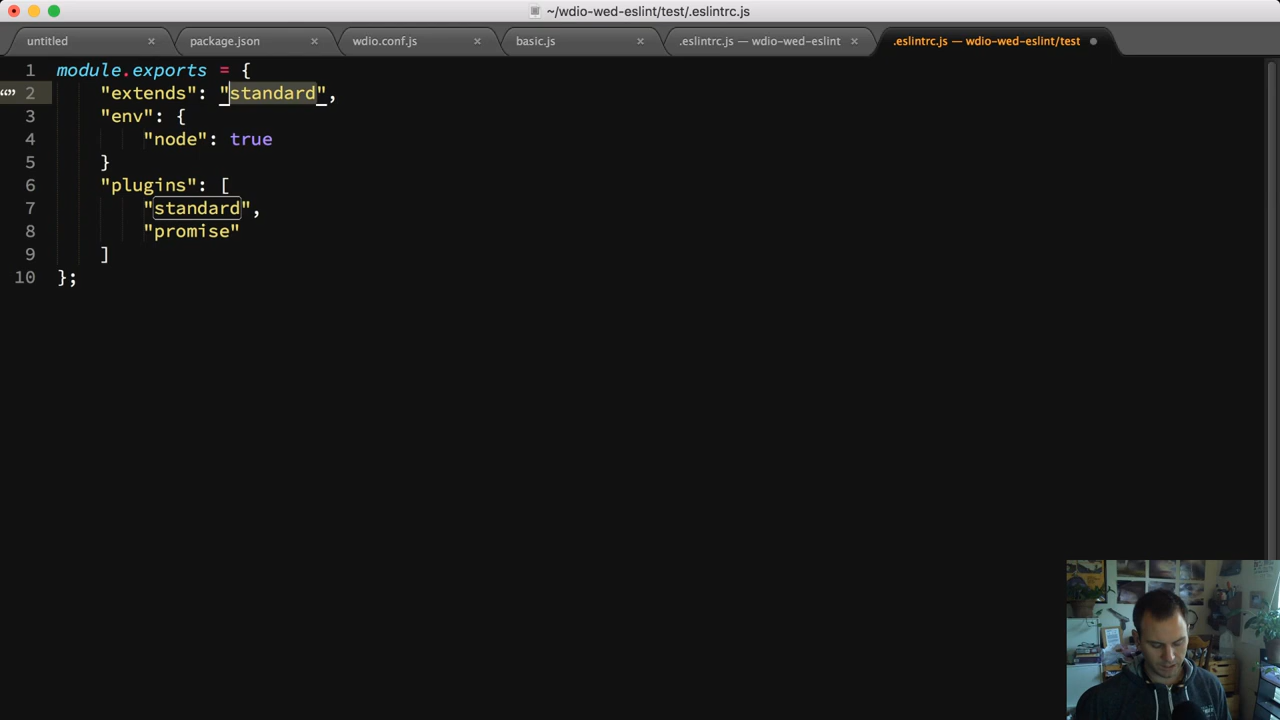 ~/wdio-wed-eslint/test/.eslintrc.js
untitled
package.json
wdio.conf.js
basic.js
.eslintrc.js — wdio-wed-eslint
.eslintrc.js — wdio-wed-eslint/test
1 module.exports = {
2 "extends": "standard",
3 "env": {
4 "node": true
5 }
6 "plugins": [
7 "standard",
8 "promise"
9 ]
10 };